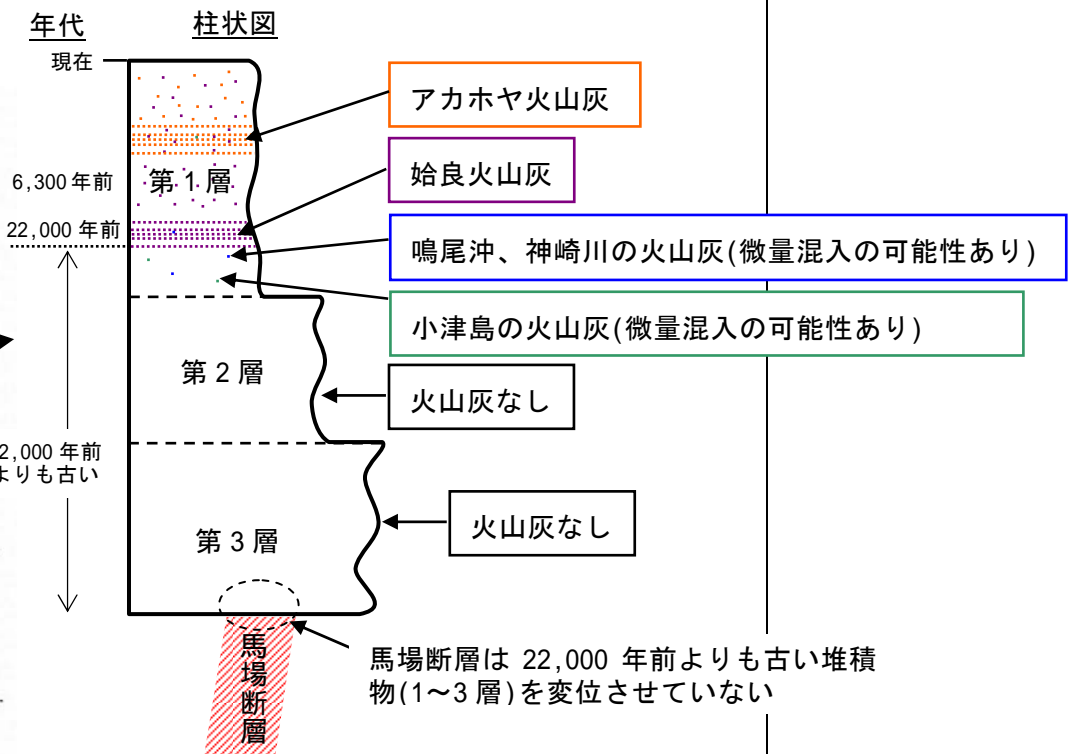 年代
柱状図
現在
アカホヤ火山灰
姶良火山灰
6,300 年前
第 1 層
22,000 年前
鳴尾沖、神崎川の火山灰(微量混入の可能性あり)
小津島の火山灰(微量混入の可能性あり)
第 2 層
火山灰なし
2,000 年前
よりも古い
火山灰なし
第 3 層
馬場断層
馬場断層は 22,000 年前よりも古い堆積
物(1～3 層)を変位させていない